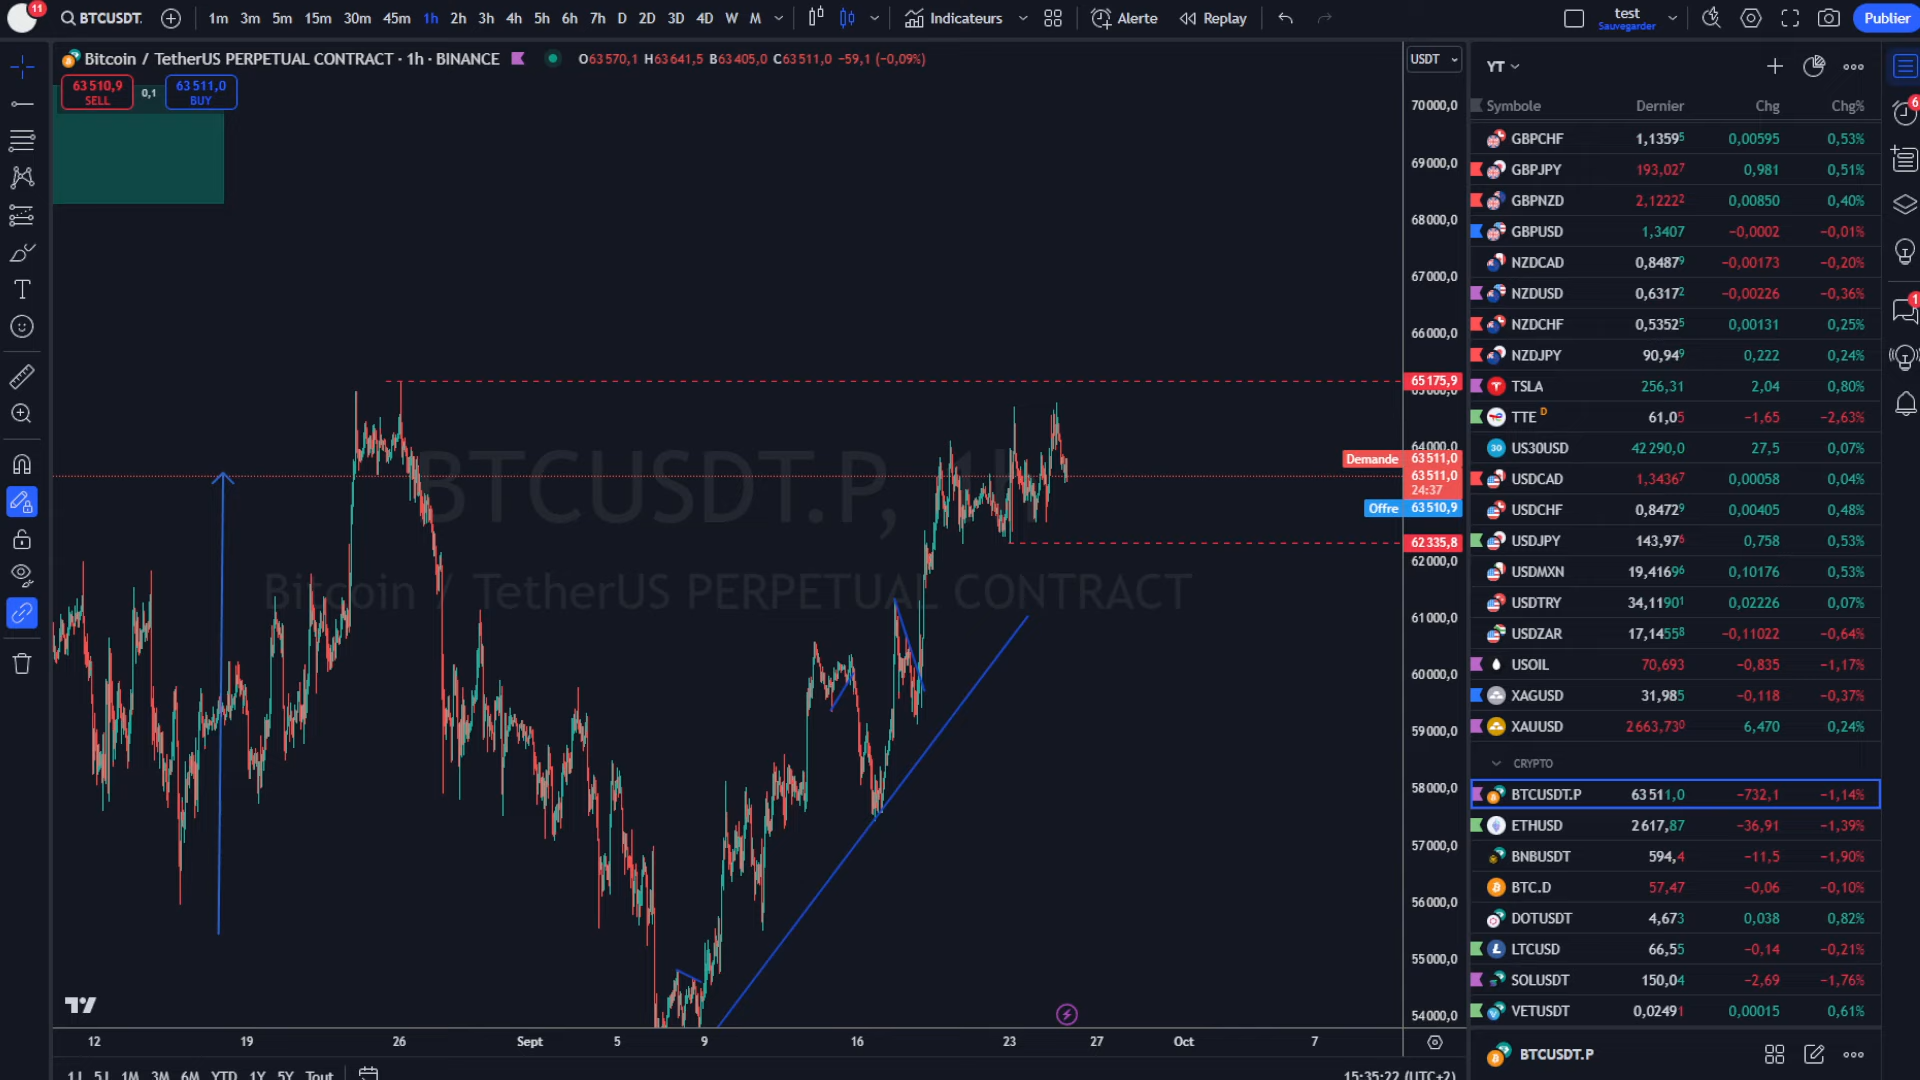 11
BTCUSDT.
1m 3m 5m 15m 30m 45m 1h 2h 3h 4h 5h 6h 7h D 2D 3D 4D W M
Indicateurs
Alerte
Replay
test
Sauvegarder
Publier
Bitcoin / TetherUS PERPETUAL CONTRACT · 1h · BINANCE
O63570,1 H63641,5 B63405,0 C63511,0 −59,1 (−0,09%)
63510,9
SELL
0,1
63511,0
BUY
USDT
70000,0
69000,0
68000,0
67000,0
66000,0
65175,9
64000,0
Demande 63511,0
63511,0
24:37
Offre 63510,9
62335,8
62000,0
61000,0
60000,0
59000,0
58000,0
57000,0
56000,0
55000,0
54000,0
BTCUSDT.P, 1h
Bitcoin / TetherUS PERPETUAL CONTRACT
12 19 26 Sept 5 9 16 23 27 Oct 7
1J 5J 1M 3M 6M YTD 1Y 5Y Tout
15:35:22 (UTC+2)
YT
Symbole Dernier Chg Chg%
GBPCHF 1,13595 0,00595 0,53%
GBPJPY 193,027 0,981 0,51%
GBPNZD 2,12222 0,00850 0,40%
GBPUSD 1,3407 −0,0002 −0,01%
NZDCAD 0,84879 −0,00173 −0,20%
NZDUSD 0,63172 −0,00226 −0,36%
NZDCHF 0,53525 0,00131 0,25%
NZDJPY 90,949 0,222 0,24%
TSLA 256,31 2,04 0,80%
TTE D 61,05 −1,65 −2,63%
US30USD 42290,0 27,5 0,07%
USDCAD 1,34367 0,00058 0,04%
USDCHF 0,84729 0,00405 0,48%
USDJPY 143,976 0,758 0,53%
USDMXN 19,41696 0,10176 0,53%
USDTRY 34,11901 0,02226 0,07%
USDZAR 17,14558 −0,11022 −0,64%
USOIL 70,693 −0,835 −1,17%
XAGUSD 31,985 −0,118 −0,37%
XAUUSD 2663,730 6,470 0,24%
CRYPTO
BTCUSDT.P 63511,0 −732,1 −1,14%
ETHUSD 2617,87 −36,91 −1,39%
BNBUSDT 594,4 −11,5 −1,90%
BTC.D 57,47 −0,06 −0,10%
DOTUSDT 4,673 0,038 0,82%
LTCUSD 66,55 −0,14 −0,21%
SOLUSDT 150,04 −2,69 −1,76%
VETUSDT 0,02491 0,00015 0,61%
BTCUSDT.P
6
1